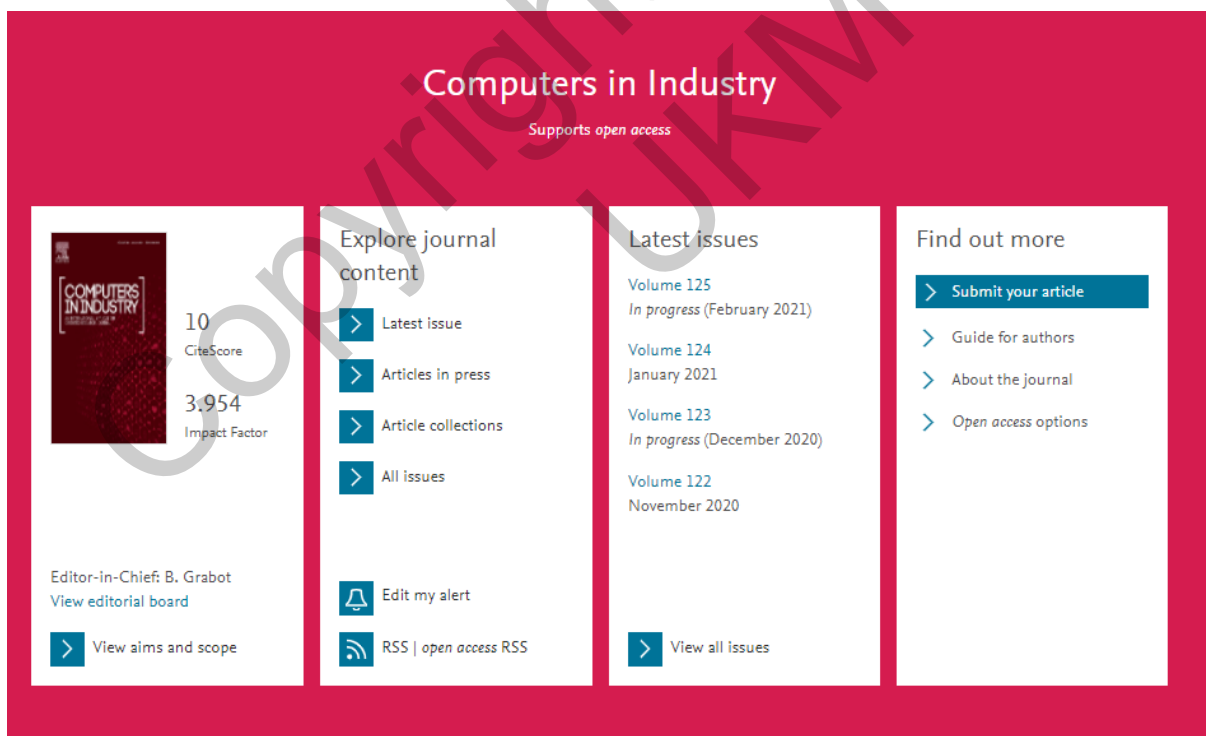 Copyright
UKM
Computers in Industry
Supports open access
COMPUTERS
IN INDUSTRY
10
CiteScore
3.954
Impact Factor
Editor-in-Chief: B. Grabot
View editorial board
View aims and scope
Explore journal
content
Latest issue
Articles in press
Article collections
All issues
Edit my alert
RSS | open access RSS
Latest issues
Volume 125
In progress (February 2021)
Volume 124
January 2021
Volume 123
In progress (December 2020)
Volume 122
November 2020
View all issues
Find out more
Submit your article
Guide for authors
About the journal
Open access options